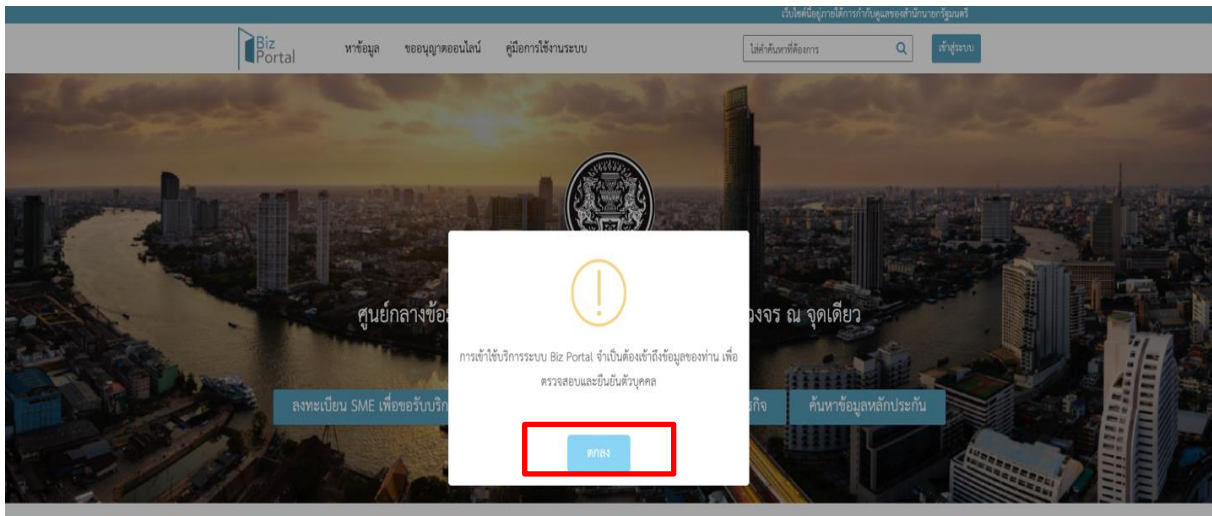 เว็บไซต์นี้อยู่ภายใต้การกำกับดูแลของสำนักนายกรัฐมนตรี
Biz
Portal
หาข้อมูล
ขออนุญาตออนไลน์
คู่มือการใช้งานระบบ
ใส่คำค้นหาที่ต้องการ
เข้าสู่ระบบ
ศูนย์กลางข้อ
วงจร ณ จุดเดียว
การเข้าใช้บริการระบบ Biz Portal จำเป็นต้องเข้าถึงข้อมูลของท่าน เพื่อ
ตรวจสอบและยืนยันตัวบุคคล
ลงทะเบียน SME เพื่อขอรับบริก
รกิจ
ค้นหาข้อมูลหลักประกัน
ตกลง